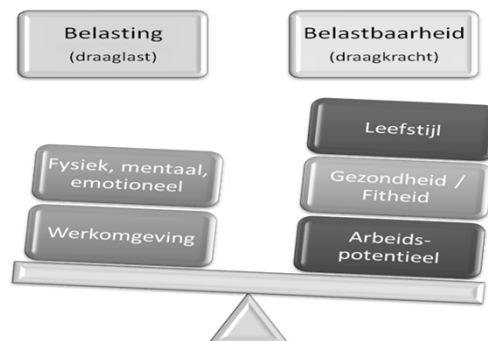 Belasting
(draaglast)
Belastbaarheid
(draagkracht)
Leefstijl
Fysiek, mentaal,
emotioneel
Gezondheid /
Fitheid
Werkomgeving
Arbeids-
potentieel